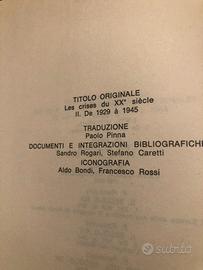 TITOLO ORIGINALE
Les crises du XXe siècle
II. De 1929 à 1945
TRADUZIONE
Paolo Pinna
DOCUMENTI E INTEGRAZIONI BIBLIOGRAFICHE
Sandro Rogari, Stefano Caretti
ICONOGRAFIA
Aldo Bondi, Francesco Rossi
subito